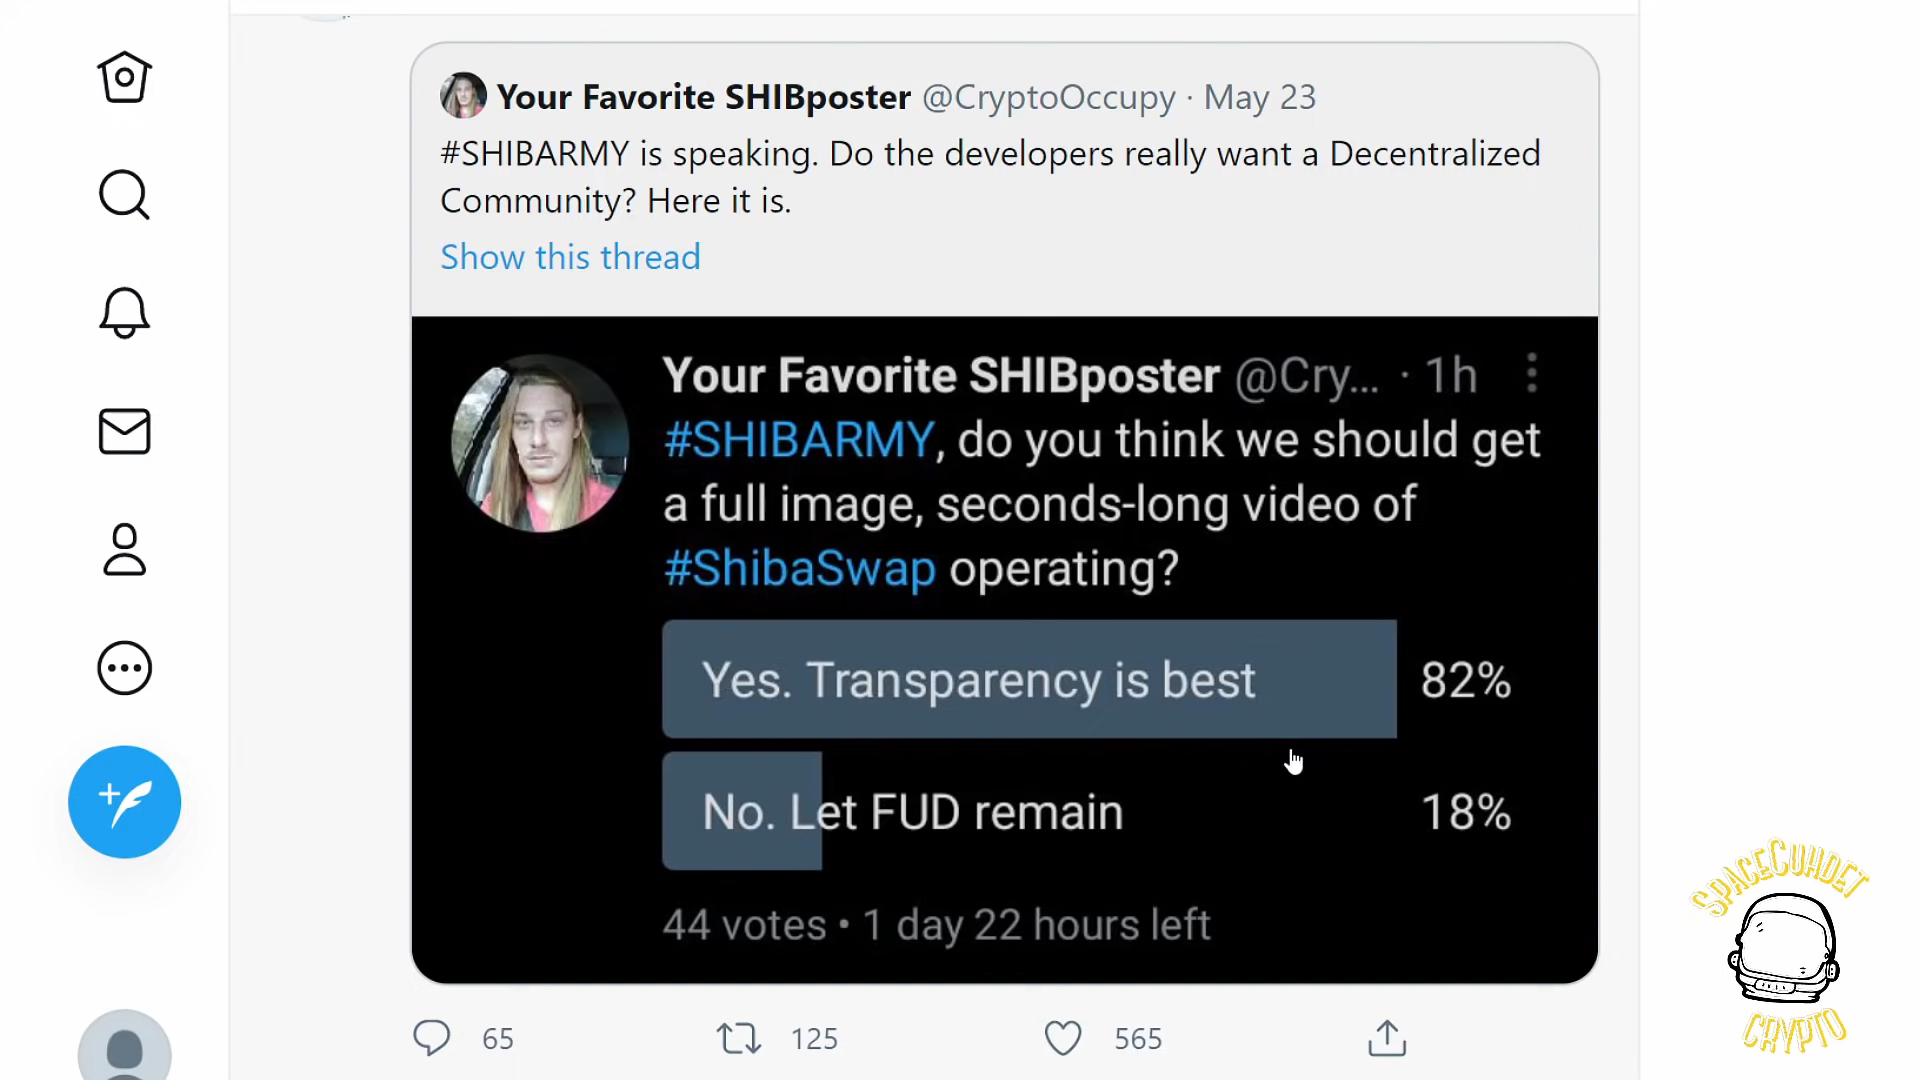 Your Favorite SHIBposter @CryptoOccupy · May 23
#SHIBARMY is speaking. Do the developers really want a Decentralized
Community? Here it is.
Show this thread
Your Favorite SHIBposter @Cry... · 1h
#SHIBARMY, do you think we should get
a full image, seconds-long video of
#ShibaSwap operating?
Yes. Transparency is best 82%
No. Let FUD remain 18%
44 votes • 1 day 22 hours left
65 125 565
SPACECUHDET
CRYPTO